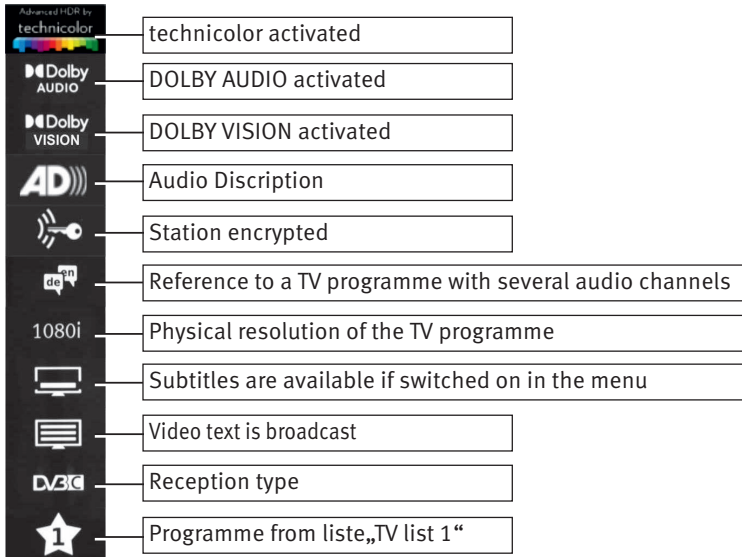 Advanced HDR by
technicolor
technicolor activated
Dolby
AUDIO
DOLBY AUDIO activated
Dolby
VISION
DOLBY VISION activated
AD
Audio Discription
Station encrypted
en
de
Reference to a TV programme with several audio channels
1080i
Physical resolution of the TV programme
Subtitles are available if switched on in the menu
Video text is broadcast
DVB C
Reception type
1
Programme from liste„TV list 1“